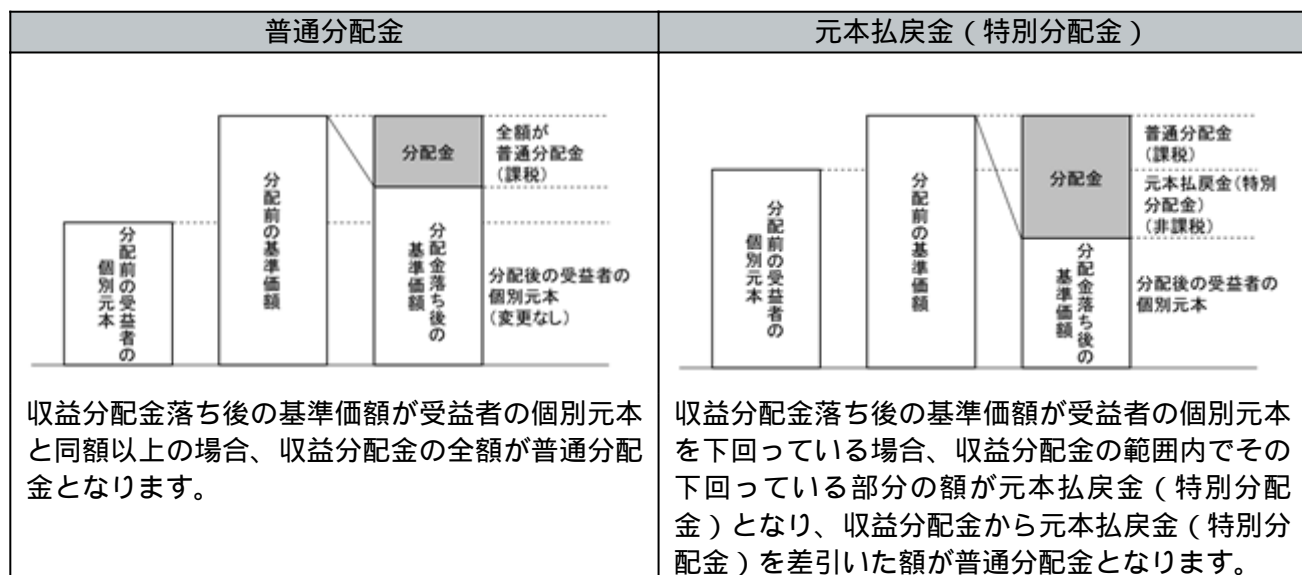 普通分配金
分配前の受益者の
個別元本
分配前の基準価額
分配金
分配金落ち後の
基準価額
全額が
普通分配金
(課税)
分配後の受益者の
個別元本
(変更なし)
収益分配金落ち後の基準価額が受益者の個別元本
と同額以上の場合、収益分配金の全額が普通分配
金となります。
元本払戻金（特別分配金）
分配前の受益者の
個別元本
分配前の基準価額
分配金
分配金落ち後の
基準価額
普通分配金
(課税)
元本払戻金(特別
分配金)
(非課税)
分配後の受益者の
個別元本
収益分配金落ち後の基準価額が受益者の個別元本
を下回っている場合、収益分配金の範囲内でその
下回っている部分の額が元本払戻金（特別分配
金）となり、収益分配金から元本払戻金（特別分
配金）を差引いた額が普通分配金となります。